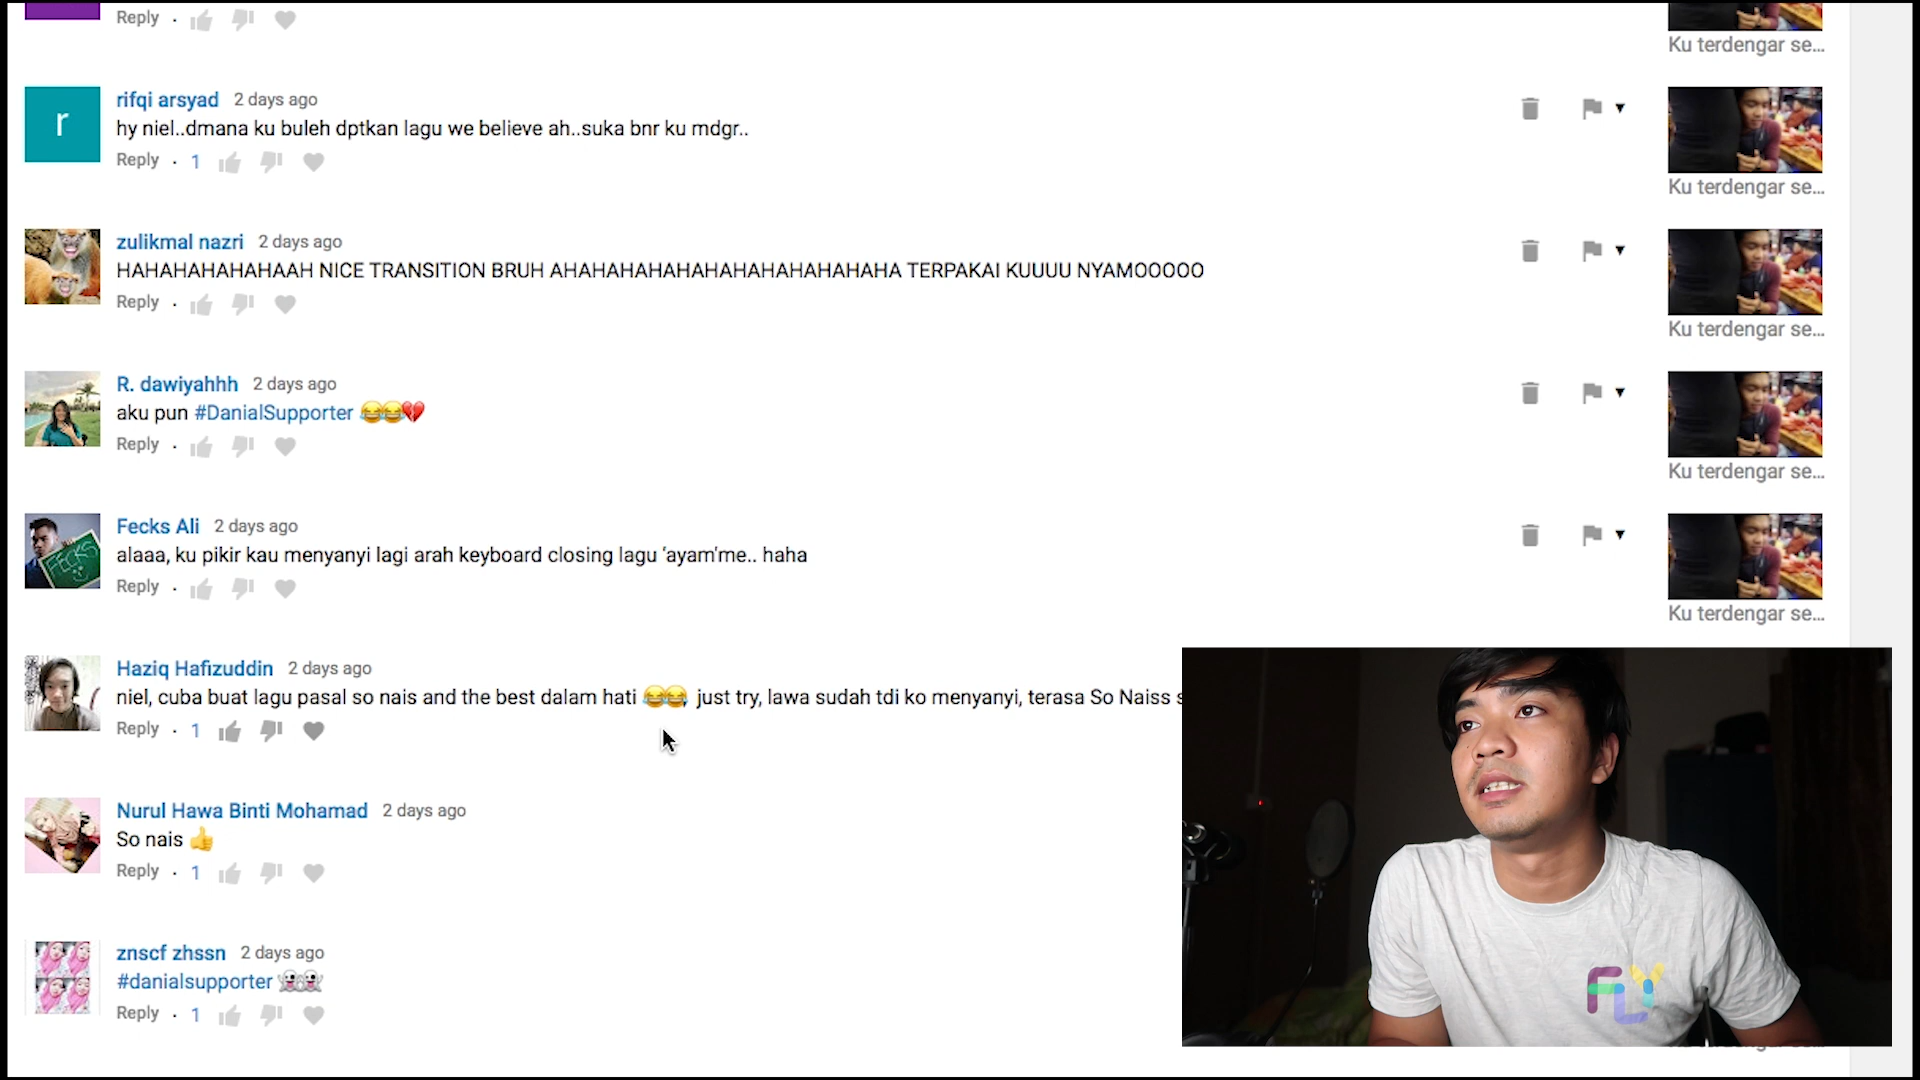 Reply
Ku terdengar se...
r
rifqi arsyad 2 days ago
hy niel..dmana ku buleh dptkan lagu we believe ah..suka bnr ku mdgr..
Reply · 1
Ku terdengar se...
zulikmal nazri 2 days ago
HAHAHAHAHAHAAH NICE TRANSITION BRUH AHAHAHAHAHAHAHAHAHAHAHAHA TERPAKAI KUUUU NYAMOOOOO
Reply ·
Ku terdengar se...
R. dawiyahhh 2 days ago
aku pun #DanialSupporter 😂😂💔
Reply ·
Ku terdengar se...
Fecks Ali 2 days ago
FECKS
alaaa, ku pikir kau menyanyi lagi arah keyboard closing lagu 'ayam'me.. haha
Reply ·
Ku terdengar se...
Haziq Hafizuddin 2 days ago
niel, cuba buat lagu pasal so nais and the best dalam hati 😂😂, just try, lawa sudah tdi ko menyanyi, terasa So Naiss s
Reply · 1
Nurul Hawa Binti Mohamad 2 days ago
So nais 👍
Reply · 1
znscf zhssn 2 days ago
#danialsupporter 👻👻
Reply · 1
FLY